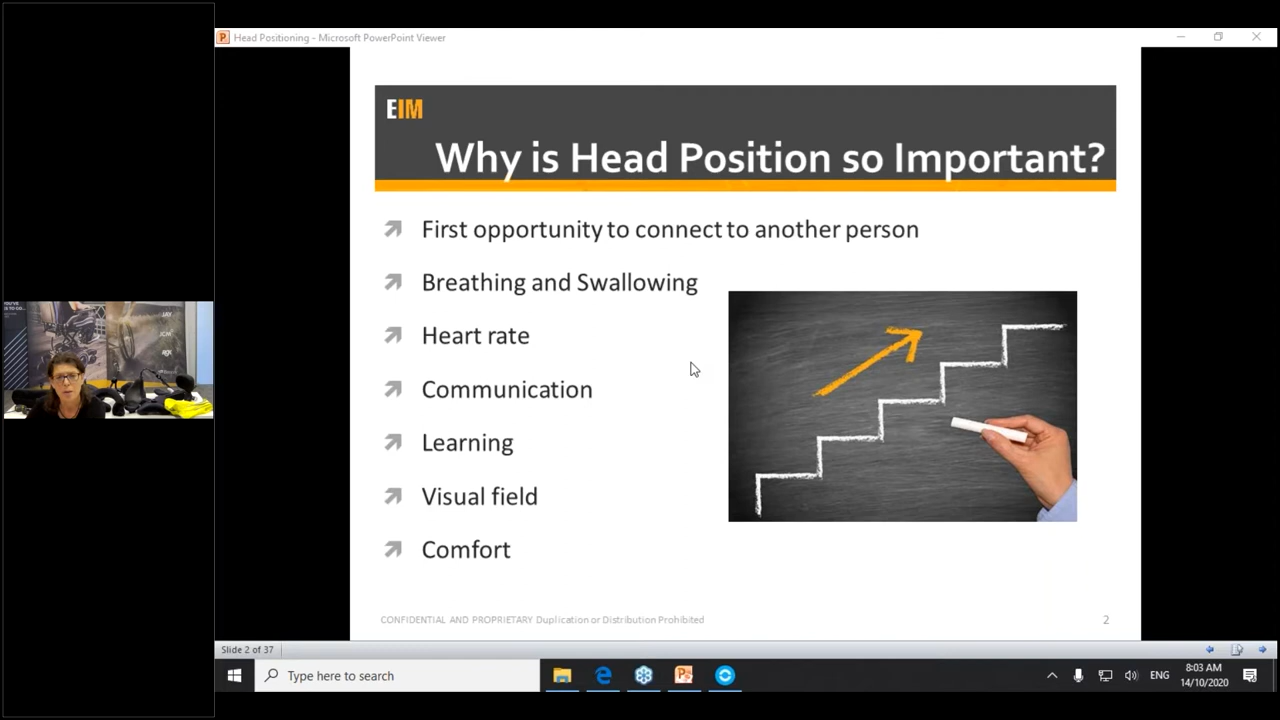 Head Positioning - Microsoft PowerPoint Viewer
EIM
Why is Head Position so Important?
First opportunity to connect to another person
Breathing and Swallowing
Heart rate
Communication
Learning
Visual field
Comfort
CONFIDENTIAL AND PROPRIETARY Duplication or Distribution Prohibited
2
Slide 2 of 37
Type here to search
ENG
8:03 AM
14/10/2020